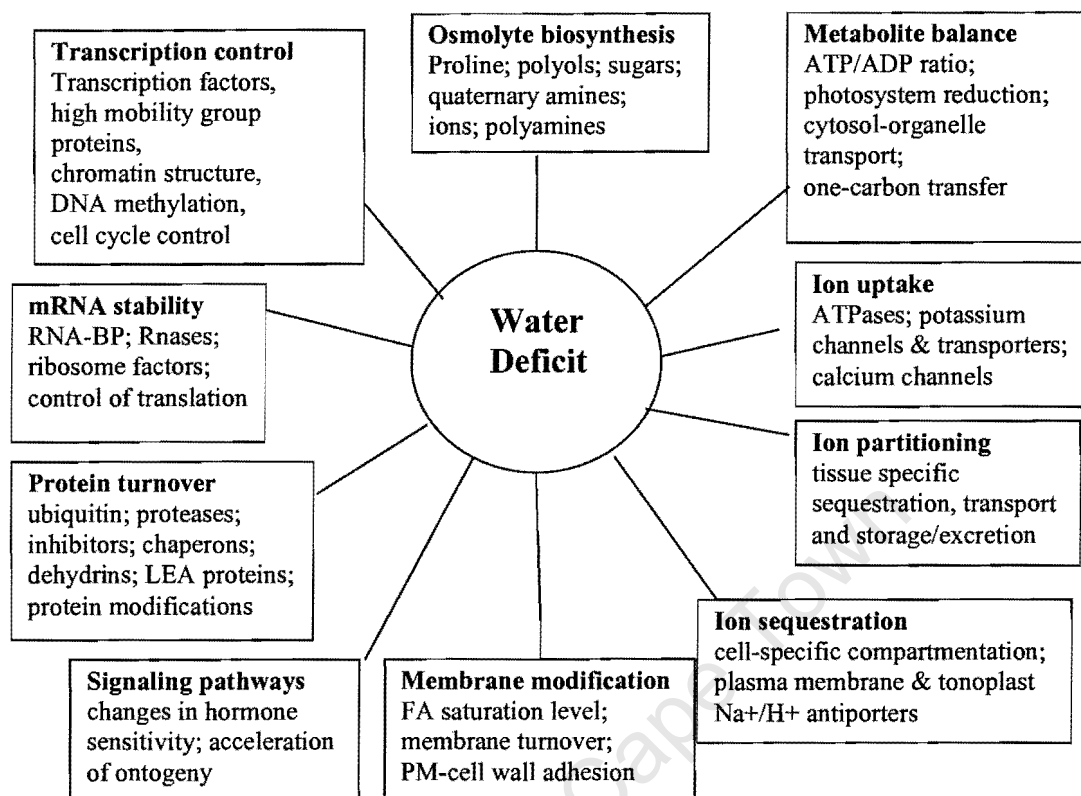 Transcription control
Transcription factors,
high mobility group
proteins,
chromatin structure,
DNA methylation,
cell cycle control
Osmolyte biosynthesis
Proline; polyols; sugars;
quaternary amines;
ions; polyamines
Metabolite balance
ATP/ADP ratio;
photosystem reduction;
cytosol-organelle
transport;
one-carbon transfer
mRNA stability
RNA-BP; Rnases;
ribosome factors;
control of translation
Water
Deficit
Ion uptake
ATPases; potassium
channels & transporters;
calcium channels
Ion partitioning
tissue specific
sequestration, transport
and storage/excretion
Protein turnover
ubiquitin; proteases;
inhibitors; chaperons;
dehydrins; LEA proteins;
protein modifications
Ion sequestration
cell-specific compartmentation;
plasma membrane & tonoplast
Na+/H+ antiporters
Signaling pathways
changes in hormone
sensitivity; acceleration
of ontogeny
Membrane modification
FA saturation level;
membrane turnover;
PM-cell wall adhesion
Cape Town